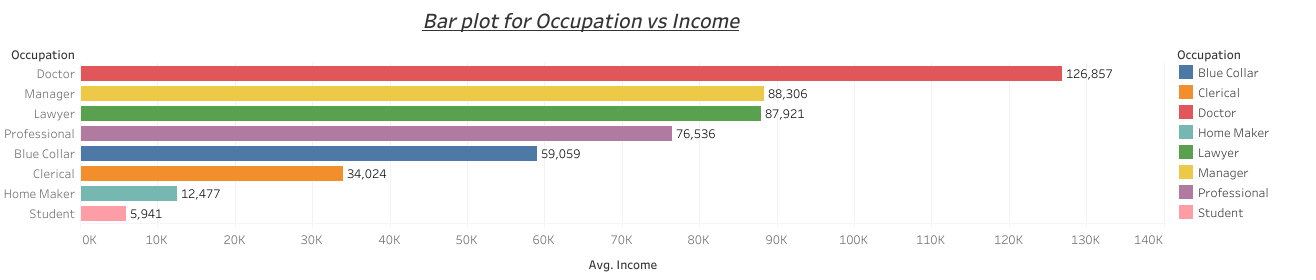 Bar plot for Occupation vs Income
Occupation
Doctor 126,857
Manager 88,306
Lawyer 87,921
Professional 76,536
Blue Collar 59,059
Clerical 34,024
Home Maker 12,477
Student 5,941
0K 10K 20K 30K 40K 50K 60K 70K 80K 90K 100K 110K 120K 130K 140K
Avg. Income
Occupation
Blue Collar
Clerical
Doctor
Home Maker
Lawyer
Manager
Professional
Student